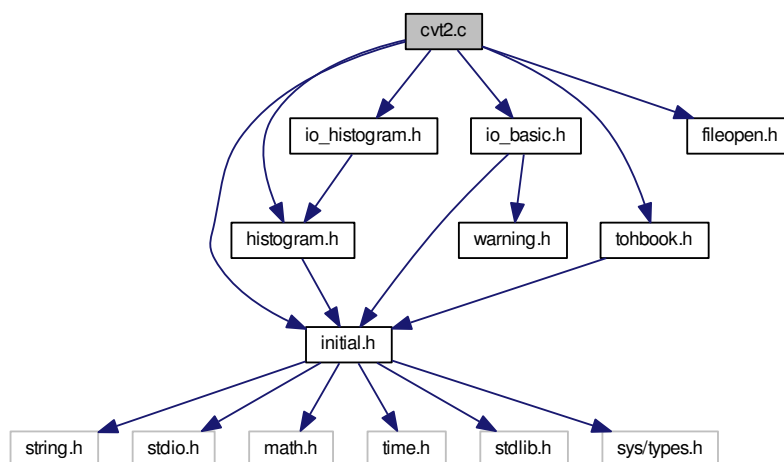 cvt2.c
io_histogram.h
io_basic.h
fileopen.h
histogram.h
warning.h
tohbook.h
initial.h
string.h
stdio.h
math.h
time.h
stdlib.h
sys/types.h